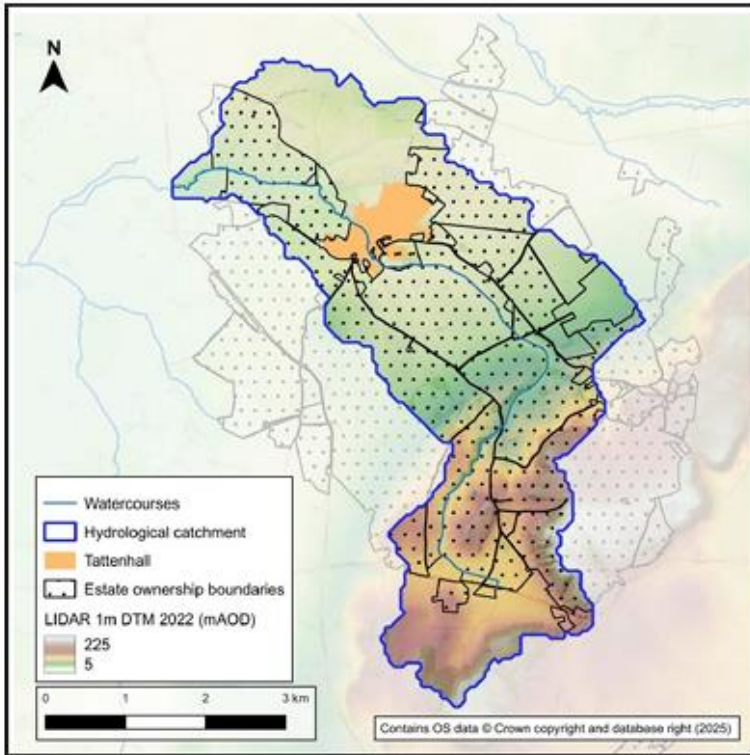 N
Watercourses
Hydrological catchment
Tattenhall
Estate ownership boundaries
LIDAR 1m DTM 2022 (mAOD)
225
5
0 1 2 3 km
Contains OS data © Crown copyright and database right (2025)